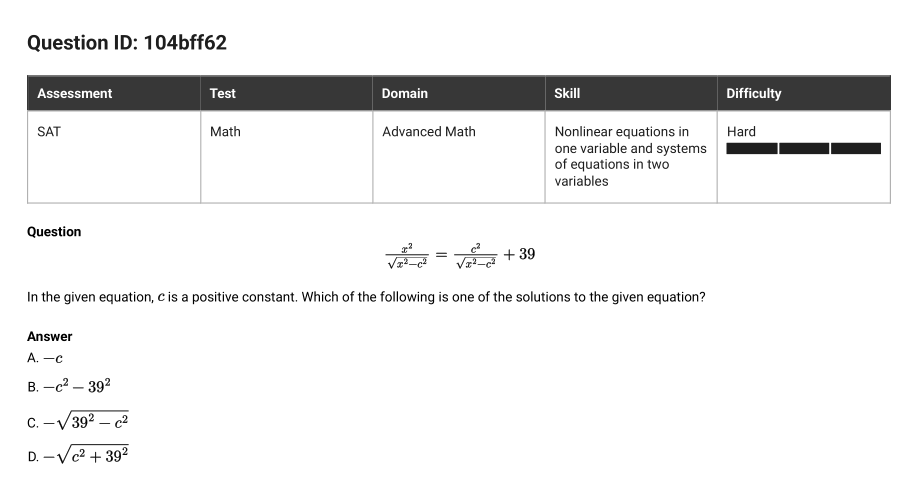 Question ID: 104bff62
Assessment Test Domain Skill Difficulty
SAT Math Advanced Math Nonlinear equations in Hard
one variable and systems
of equations in two
variables
Question
x²/√(x²−c²) = c²/√(x²−c²) + 39
In the given equation, c is a positive constant. Which of the following is one of the solutions to the given equation?
Answer
A. −c
B. −c² − 39²
C. −√(39² − c²)
D. −√(c² + 39²)